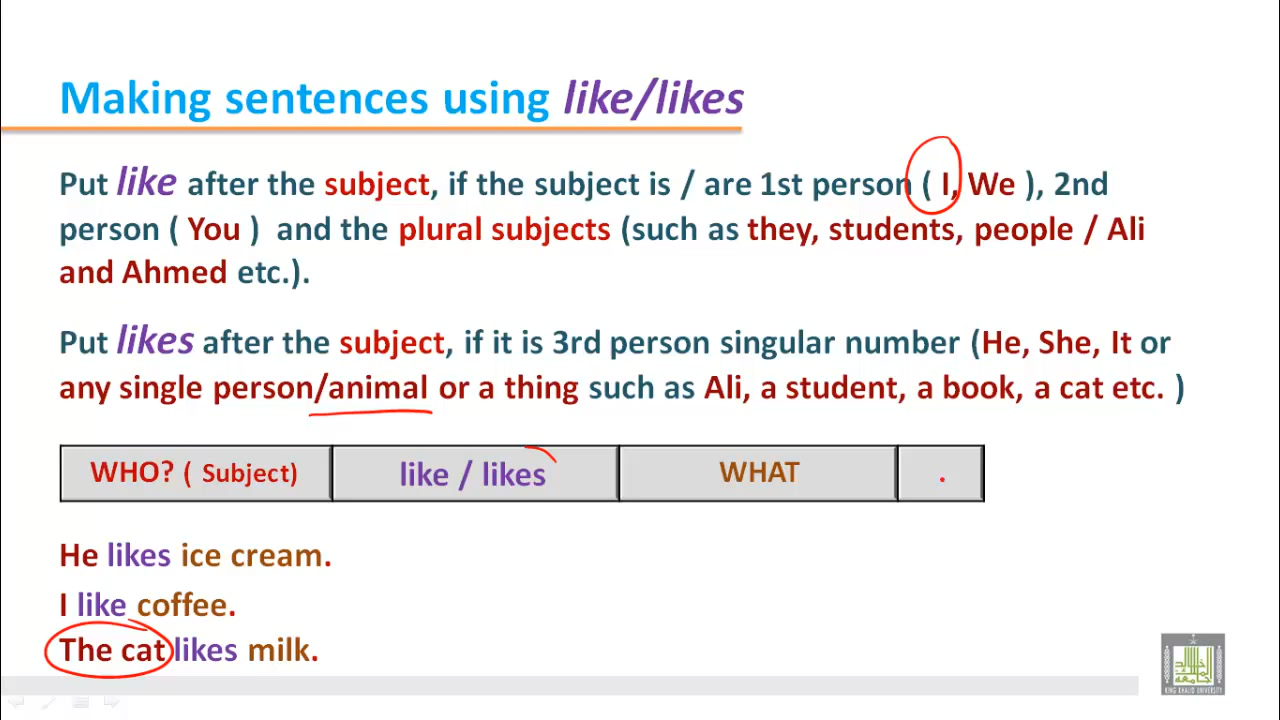 Making sentences using like/likes
Put like after the subject, if the subject is / are 1st person ( I, We ), 2nd
person ( You ) and the plural subjects (such as they, students, people / Ali
and Ahmed etc.).
Put likes after the subject, if it is 3rd person singular number (He, She, It or
any single person/animal or a thing such as Ali, a student, a book, a cat etc. )
WHO? ( Subject) like / likes WHAT .
He likes ice cream.
I like coffee.
The cat likes milk.
KING KHALID UNIVERSITY